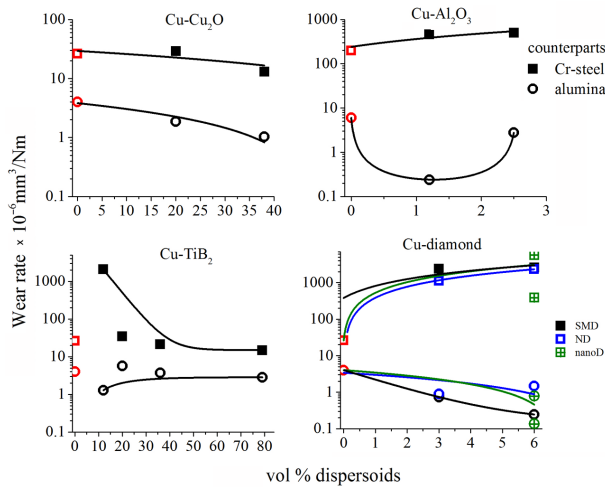 Cu-Cu2O
Cu-Al2O3
100
10
1
0.1
0 5 10 15 20 25 30 35 40
1000
100
10
1
0.1
0 1 2 3
counterparts
Cr-steel
alumina
Wear rate × 10⁻⁶mm³/Nm
Cu-TiB2
Cu-diamond
1000
100
10
1
0.1
0 10 20 30 40 50 60 70 80
1000
100
10
1
0.1
0 1 2 3 4 5 6
SMD
ND
nanoD
vol % dispersoids